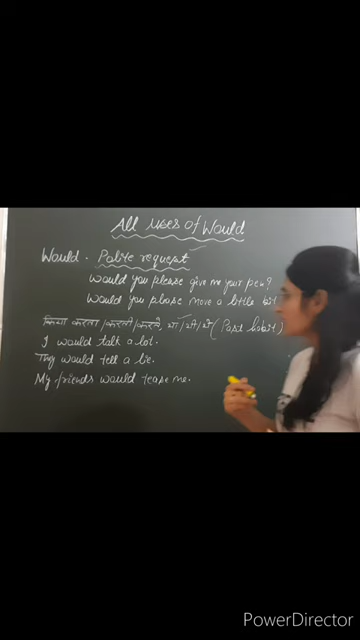 All uses of Would
Would. Polite request
Would you please give me your pen?
Would you please move a little bit
किया करता /करती /करते, था /थे /थी (Past habit)
I would talk a lot.
They would tell a lie.
My friends would tease me.
PowerDirector